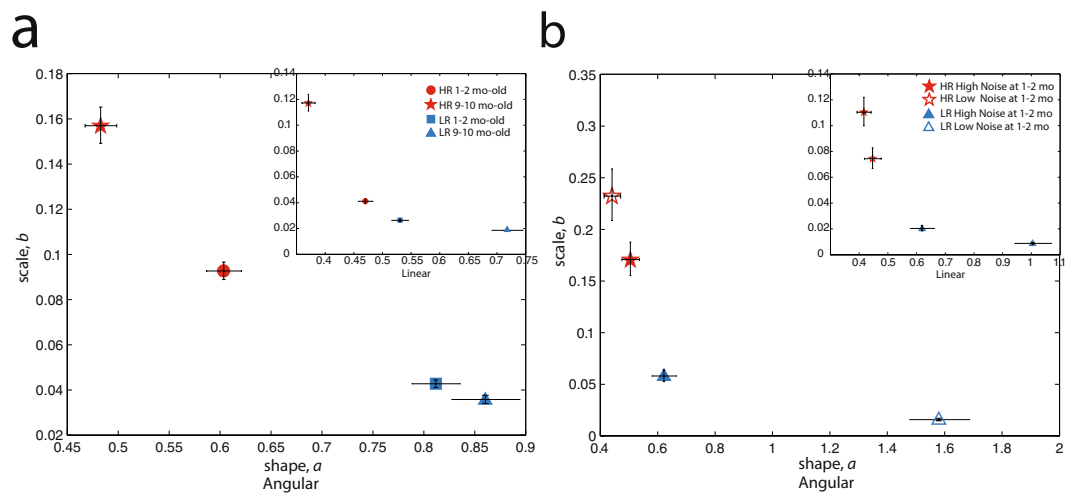 a
0.18
0.16
0.14
0.12
0.1
0.08
0.06
0.04
0.02
scale, b
0.45 0.5 0.55 0.6 0.65 0.7 0.75 0.8 0.85 0.9
shape, a
Angular
0.14
0.12
0.1
0.08
0.06
0.04
0.02
0
0.4 0.45 0.5 0.55 0.6 0.65 0.7 0.75
Linear
HR 1-2 mo-old
HR 9-10 mo-old
LR 1-2 mo-old
LR 9-10 mo-old
b
0.35
0.3
0.25
0.2
0.15
0.1
0.05
0
scale, b
0.4 0.6 0.8 1 1.2 1.4 1.6 1.8 2
shape, a
Angular
0.14
0.12
0.1
0.08
0.06
0.04
0.02
0
0.4 0.5 0.6 0.7 0.8 0.9 1 1.1
Linear
HR High Noise at 1-2 mo
HR Low Noise at 1-2 mo
LR High Noise at 1-2 mo
LR Low Noise at 1-2 mo